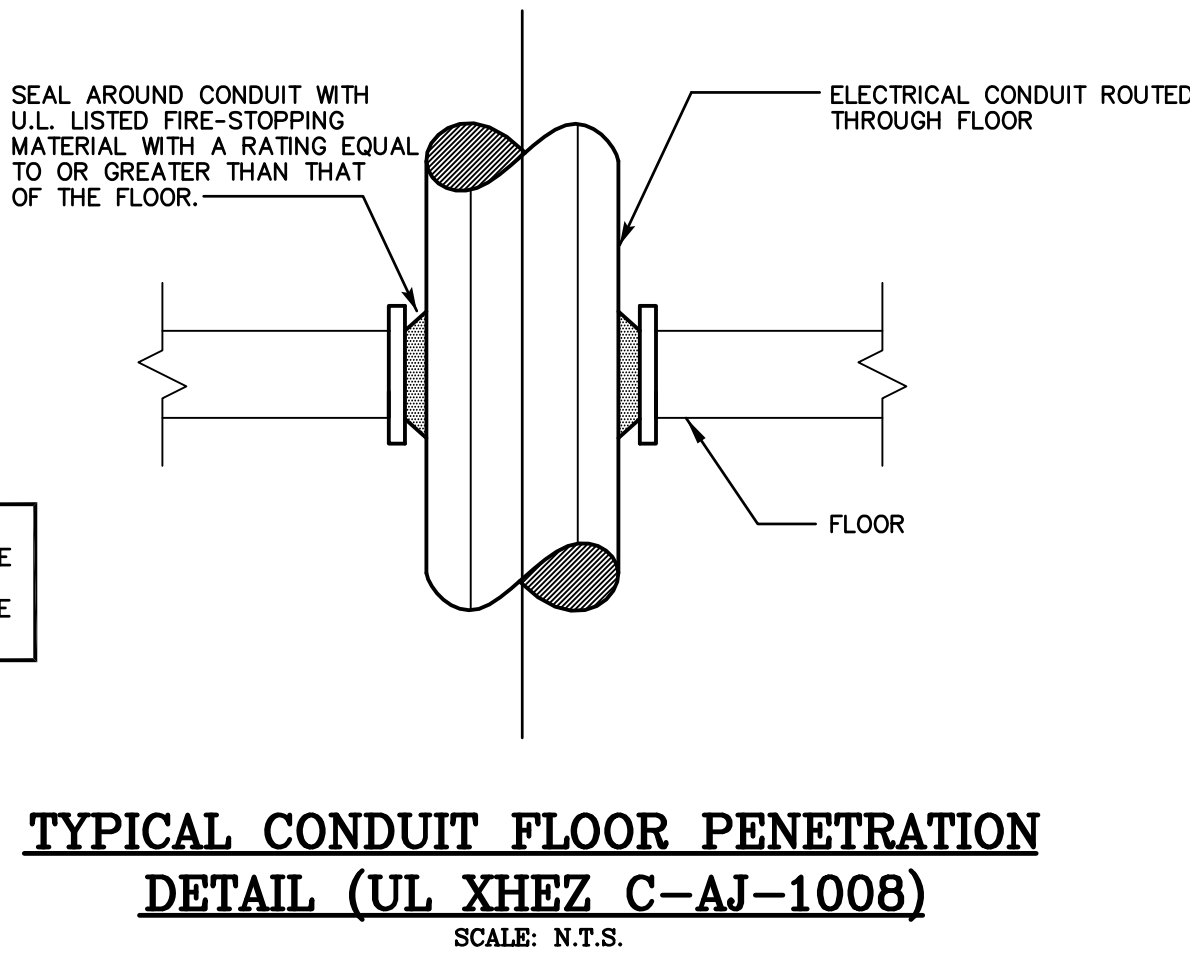 SEAL AROUND CONDUIT WITH
U.L. LISTED FIRE-STOPPING
MATERIAL WITH A RATING EQUAL
TO OR GREATER THAN THAT
OF THE FLOOR.
ELECTRICAL CONDUIT ROUTED
THROUGH FLOOR
FLOOR
E
E
TYPICAL CONDUIT FLOOR PENETRATION
DETAIL (UL XHEZ C-AJ-1008)
SCALE: N.T.S.